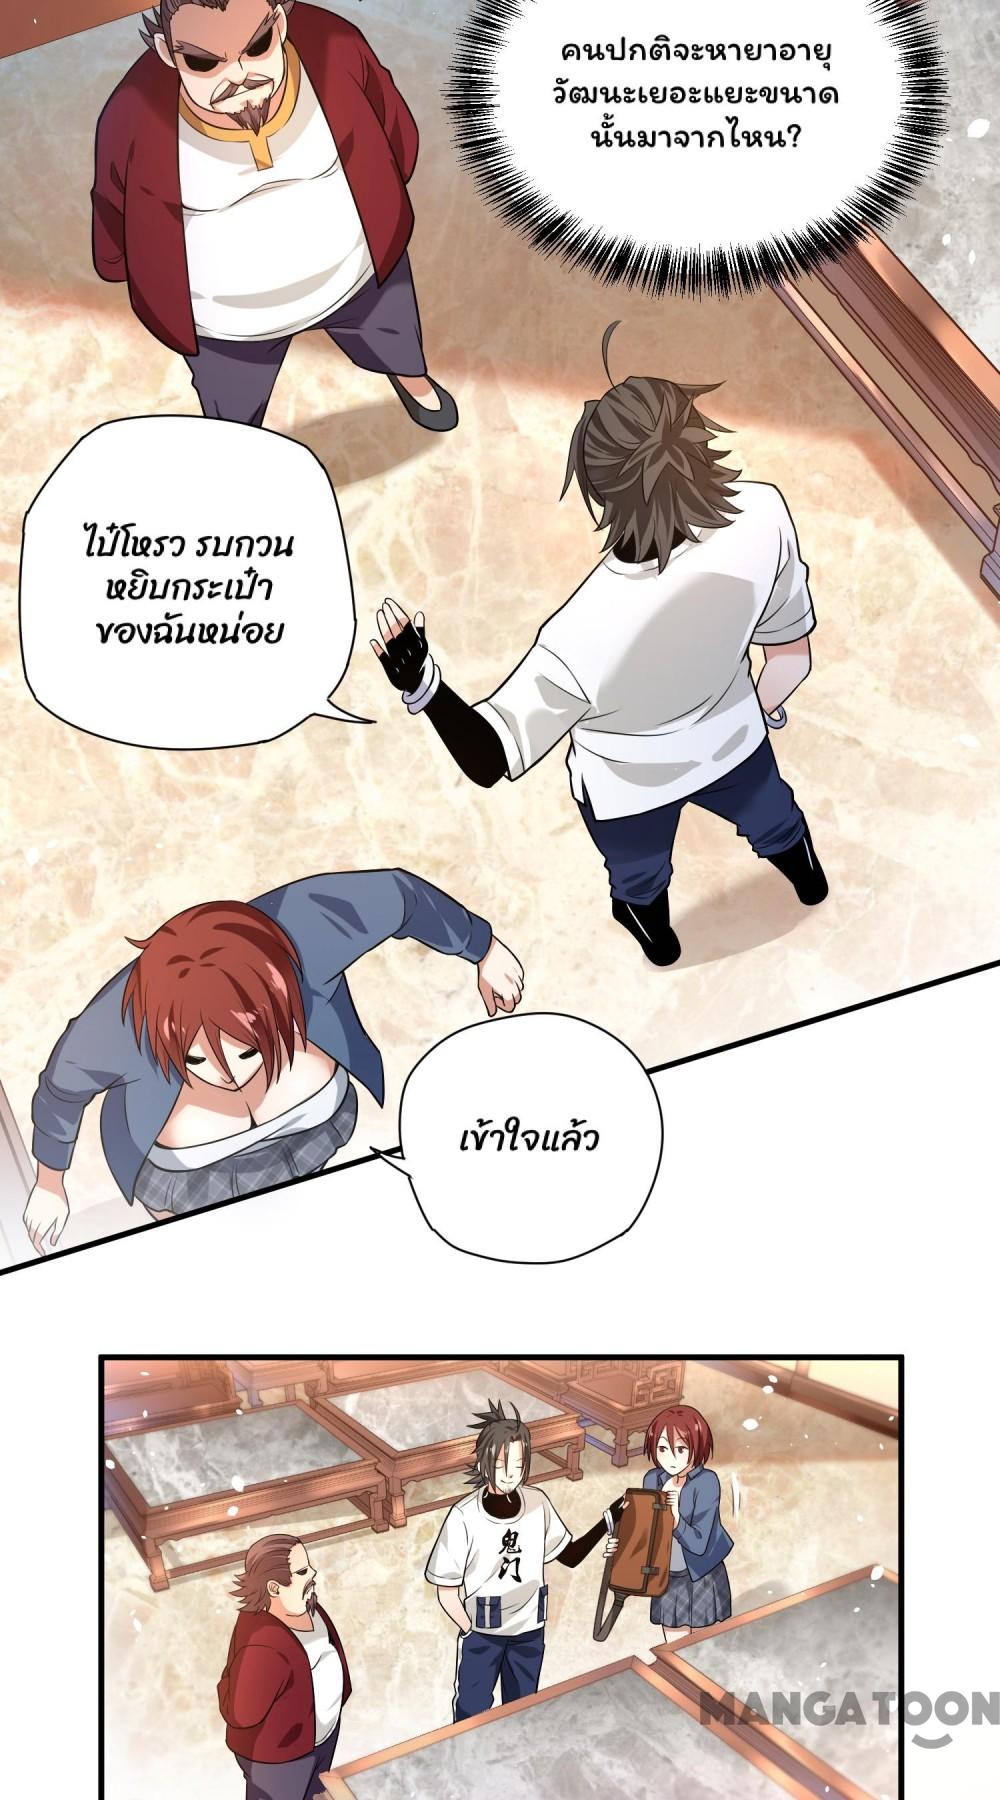 คนปกติจะหายาอายุ
วัฒนะเยอะแยะขนาด
นั้นมาจากไหน?
ไป๋โหรว รบกวน
หยิบกระเป๋า
ของฉันหน่อย
เข้าใจแล้ว
鬼
门
MANGATOON